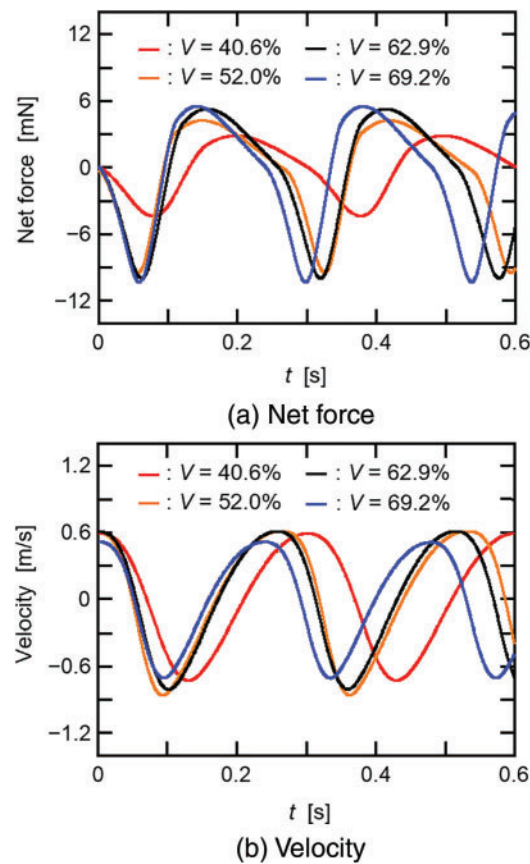 14
12
6
0
−6
−12
Net force [mN]
: V = 40.6% : V = 62.9%
: V = 52.0% : V = 69.2%
0 0.2 0.4 0.6
t [s]
(a) Net force
1.2
0.6
0
−0.6
−1.2
Velocity [m/s]
: V = 40.6% : V = 62.9%
: V = 52.0% : V = 69.2%
0 0.2 0.4 0.6
t [s]
(b) Velocity